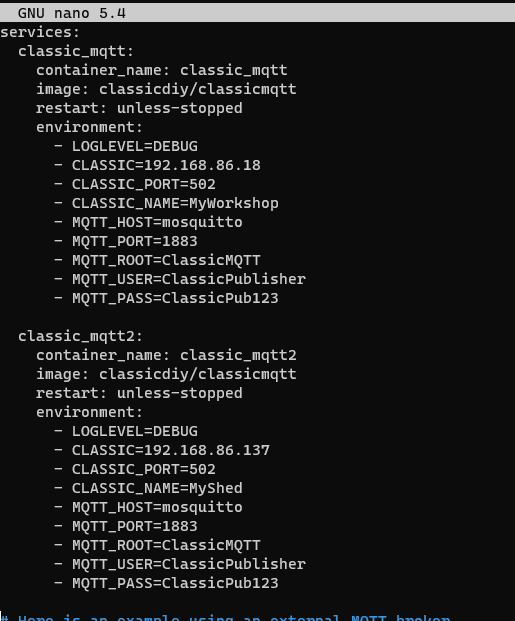 GNU nano 5.4
services:
  classic_mqtt:
    container_name: classic_mqtt
    image: classicdiy/classicmqtt
    restart: unless-stopped
    environment:
      - LOGLEVEL=DEBUG
      - CLASSIC=192.168.86.18
      - CLASSIC_PORT=502
      - CLASSIC_NAME=MyWorkshop
      - MQTT_HOST=mosquitto
      - MQTT_PORT=1883
      - MQTT_ROOT=ClassicMQTT
      - MQTT_USER=ClassicPublisher
      - MQTT_PASS=ClassicPub123
  classic_mqtt2:
    container_name: classic_mqtt2
    image: classicdiy/classicmqtt
    restart: unless-stopped
    environment:
      - LOGLEVEL=DEBUG
      - CLASSIC=192.168.86.137
      - CLASSIC_PORT=502
      - CLASSIC_NAME=MyShed
      - MQTT_HOST=mosquitto
      - MQTT_PORT=1883
      - MQTT_ROOT=ClassicMQTT
      - MQTT_USER=ClassicPublisher
      - MQTT_PASS=ClassicPub123
# Here is an example using an external MQTT broker